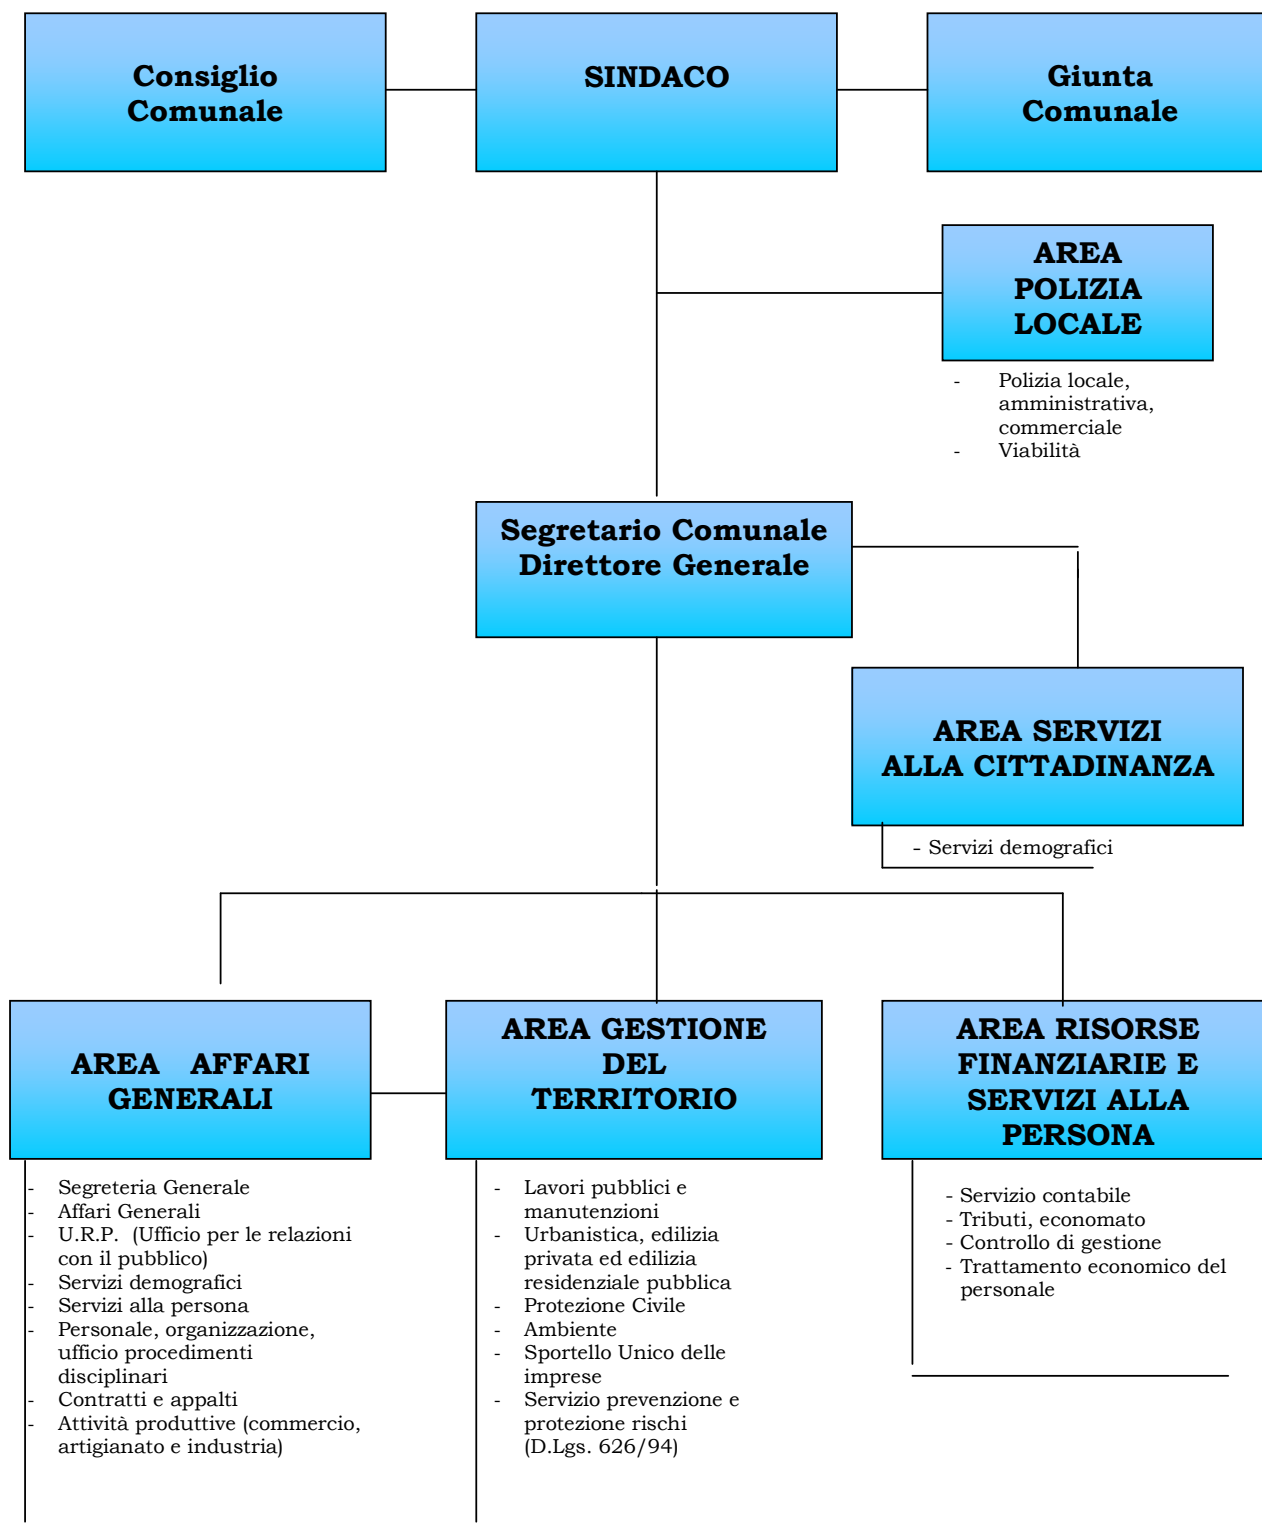 Consiglio
Comunale
SINDACO
Giunta
Comunale
AREA
POLIZIA
LOCALE
- Polizia locale,
amministrativa,
commerciale
- Viabilità
Segretario Comunale
Direttore Generale
AREA SERVIZI
ALLA CITTADINANZA
- Servizi demografici
AREA AFFARI
GENERALI
- Segreteria Generale
- Affari Generali
- U.R.P. (Ufficio per le relazioni
con il pubblico)
- Servizi demografici
- Servizi alla persona
- Personale, organizzazione,
ufficio procedimenti
disciplinari
- Contratti e appalti
- Attività produttive (commercio,
artigianato e industria)
AREA GESTIONE
DEL
TERRITORIO
- Lavori pubblici e
manutenzioni
- Urbanistica, edilizia
privata ed edilizia
residenziale pubblica
- Protezione Civile
- Ambiente
- Sportello Unico delle
imprese
- Servizio prevenzione e
protezione rischi
(D.Lgs. 626/94)
AREA RISORSE
FINANZIARIE E
SERVIZI ALLA
PERSONA
- Servizio contabile
- Tributi, economato
- Controllo di gestione
- Trattamento economico del
personale